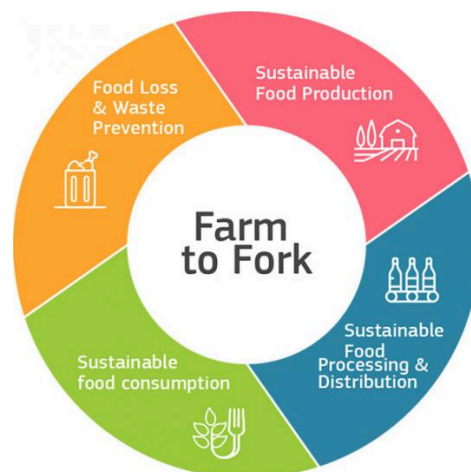 Farm
to Fork
Sustainable
Food Production
Sustainable
Food
Processing &
Distribution
Sustainable
food consumption
Food Loss
& Waste
Prevention